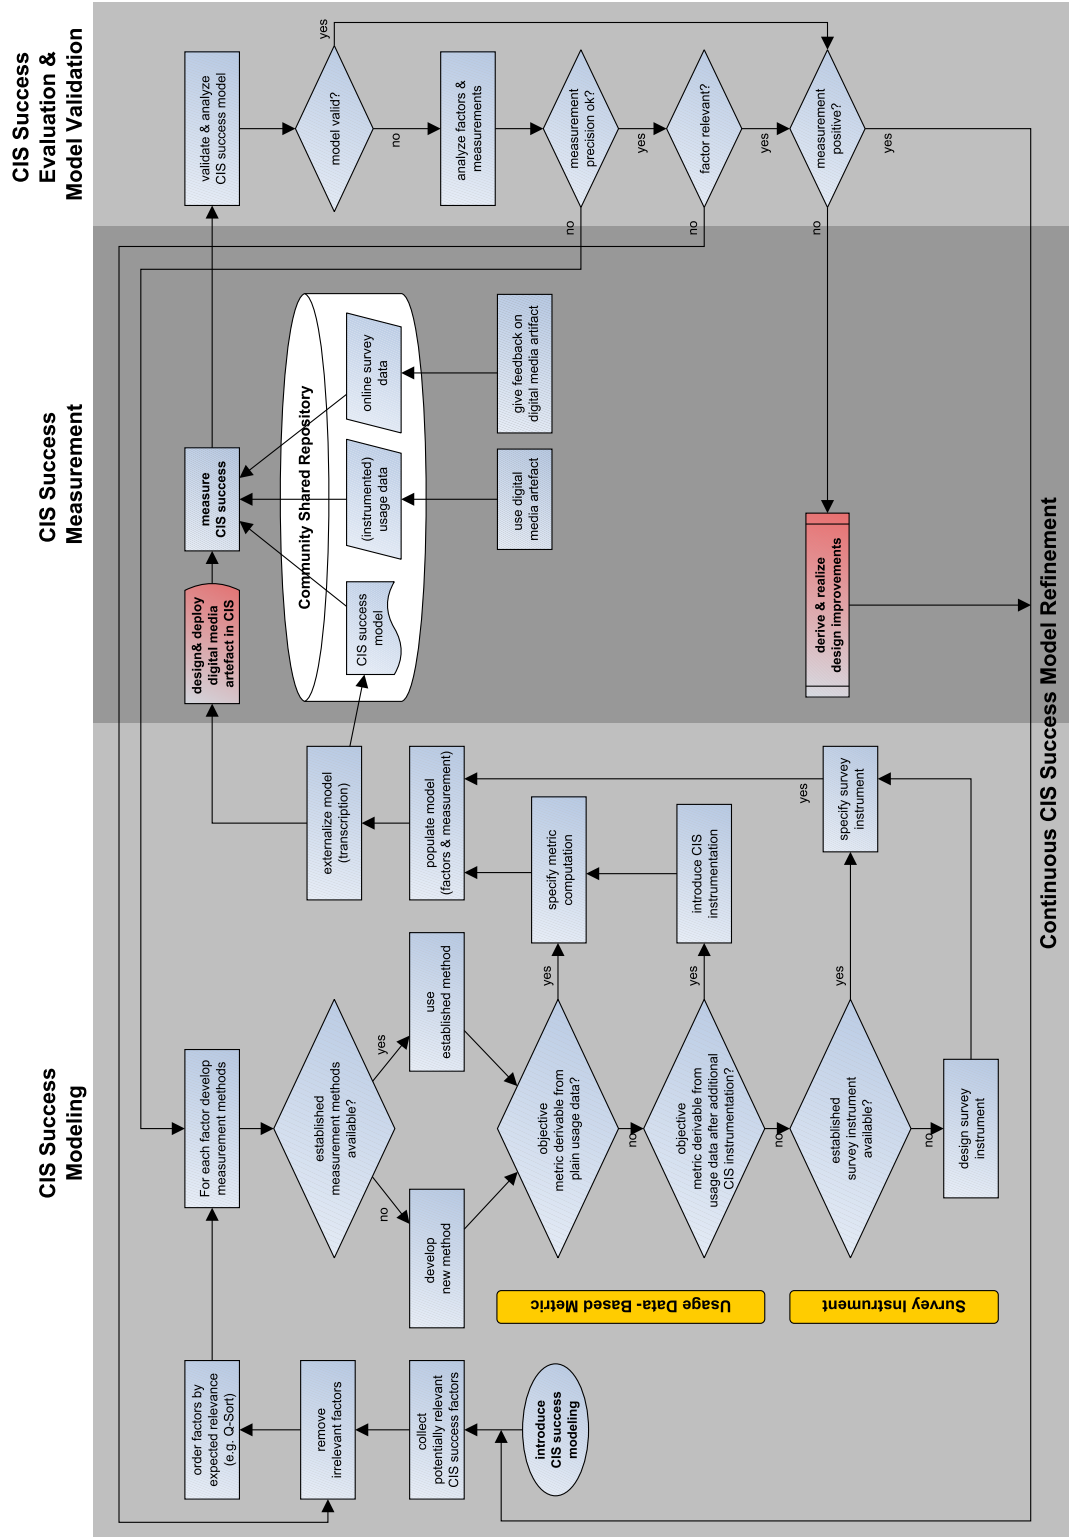 CIS Success
Modeling
CIS Success
Measurement
CIS Success
Evaluation &
Model Validation
order factors by
expected relevance
(e.g. Q-Sort)
remove
irrelevant factors
collect
potentially relevant
CIS success factors
introduce
CIS success
modeling
For each factor develop
measurement methods
established
measurement methods
available?
no
yes
develop
new method
use
established method
Usage Data- Based Metric
objective
metric derivable from
plain usage data?
yes
no
objective
metric derivable from
usage data after additional
CIS instrumentation?
yes
no
Survey Instrument
established
survey instrument
available?
yes
no
design survey
instrument
externalize model
(transcription)
populate model
(factors & measurement)
specify metric
computation
introduce CIS
instrumentation
yes
specify survey
instrument
design& deploy
digital media
artefact in CIS
measure
CIS success
Community Shared Repository
CIS success
model
(instrumented)
usage data
online survey
data
use digital
media artefact
give feedback on
digital media artifact
derive & realize
design improvements
validate & analyze
CIS success model
yes
model valid?
no
analyze factors &
measurements
measurement
precision ok?
no
yes
factor relevant?
no
yes
measurement
positive?
no
yes
Continuous CIS Success Model Refinement